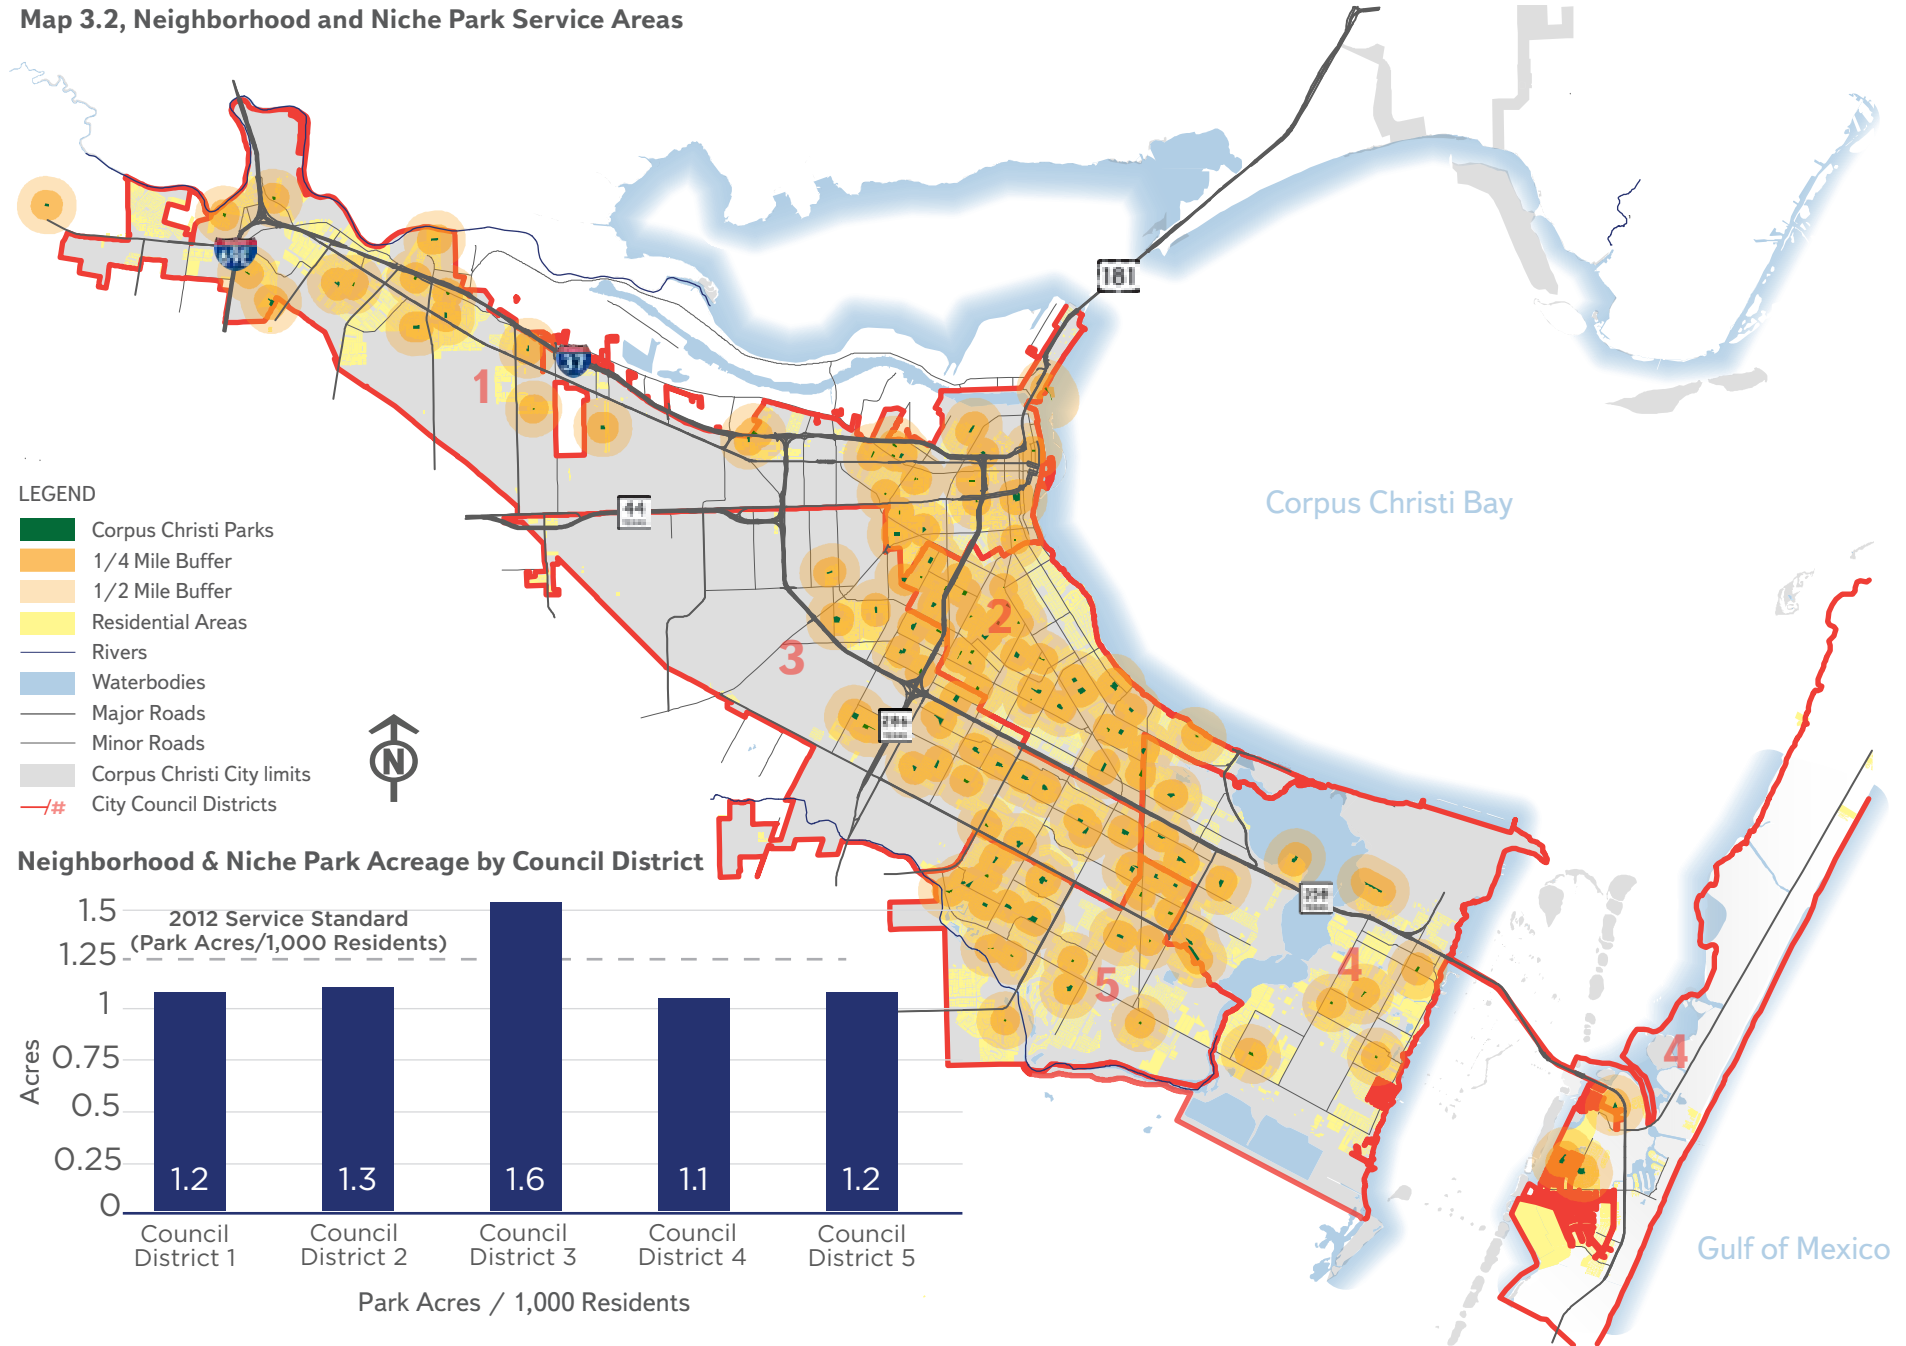 Map 3.2, Neighborhood and Niche Park Service Areas
181
37
1
44
Corpus Christi Bay
LEGEND
Corpus Christi Parks
1/4 Mile Buffer
1/2 Mile Buffer
Residential Areas
Rivers
Waterbodies
Major Roads
Minor Roads
Corpus Christi City limits
/# City Council Districts
N
2
3
4
5
4
Gulf of Mexico
Neighborhood & Niche Park Acreage by Council District
2012 Service Standard
(Park Acres/1,000 Residents)
1.5
1.25
1
0.75
0.5
0.25
0
Acres
1.2
1.3
1.6
1.1
1.2
Council
District 1
Council
District 2
Council
District 3
Council
District 4
Council
District 5
Park Acres / 1,000 Residents